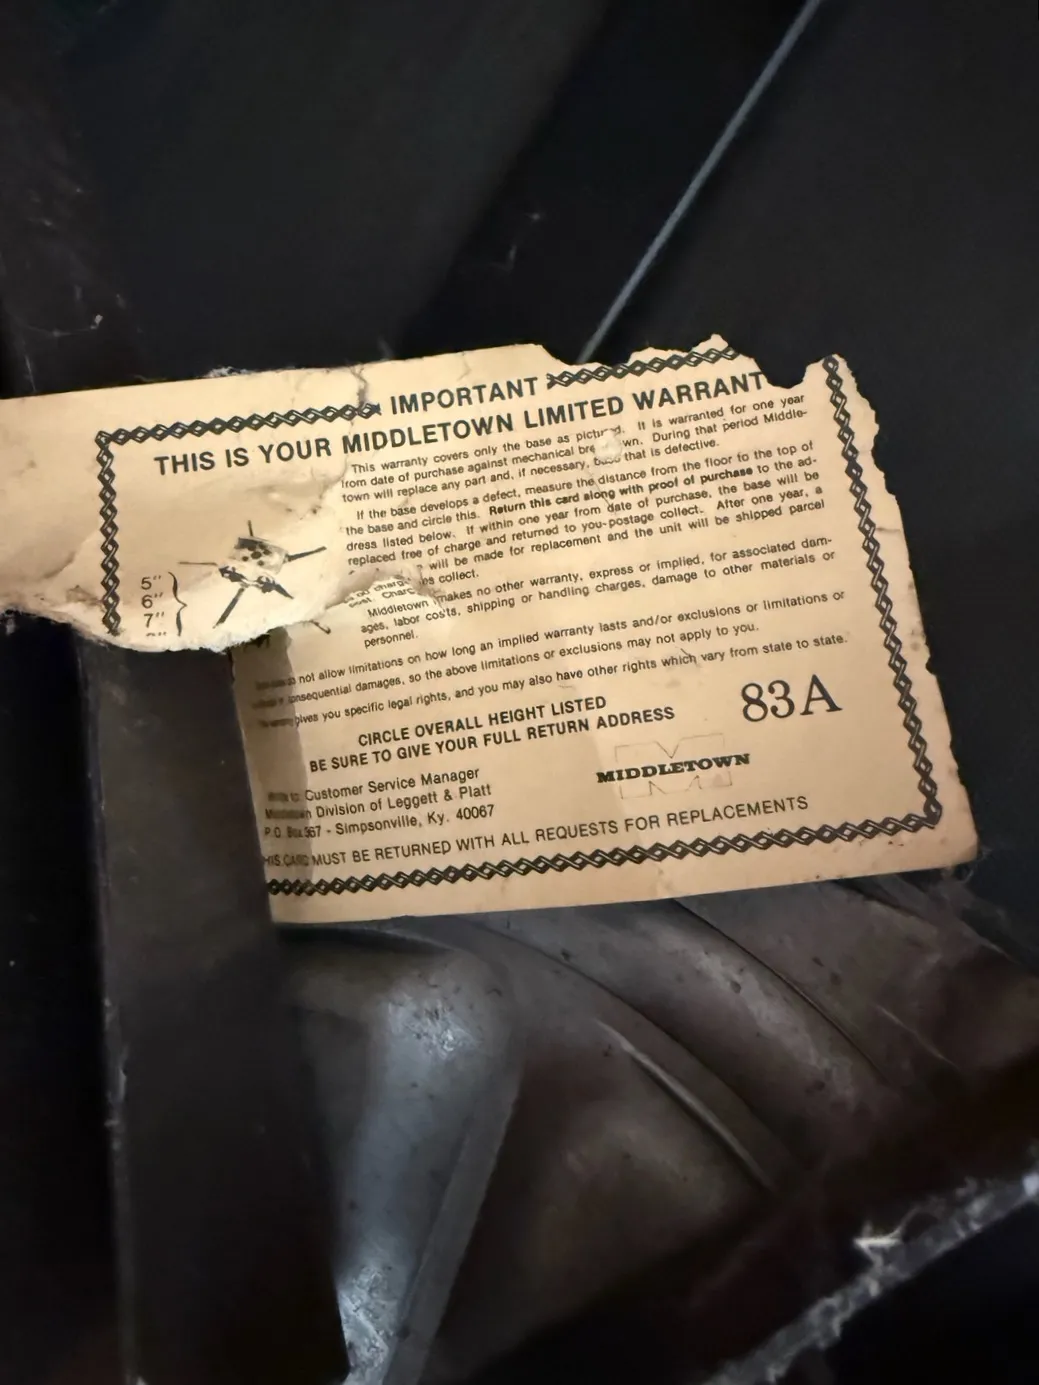 IMPORTANT
THIS IS YOUR MIDDLETOWN LIMITED WARRANT
This warranty covers only the base as pictured. It is warranted for one year
from date of purchase against mechanical bre wn. During that period Middle-
town will replace any part and, if necessary, base that is defective.
If the base develops a defect, measure the distance from the floor to the top of
the base and circle this. Return this card along with proof of purchase to the ad-
dress listed below. If within one year from date of purchase, the base will be
replaced free of charge and returned to you-postage collect. After one year, a
will be made for replacement and the unit will be shipped parcel
collect.
Middletown makes no other warranty, express or implied, for associated dam-
ages, labor costs, shipping or handling charges, damage to other materials or
personnel.
5"
6"
7"
not allow limitations on how long an implied warranty lasts and/or exclusions or limitations or
consequential damages, so the above limitations or exclusions may not apply to you.
gives you specific legal rights, and you may also have other rights which vary from state to state.
CIRCLE OVERALL HEIGHT LISTED
BE SURE TO GIVE YOUR FULL RETURN ADDRESS
83A
to: Customer Service Manager
Middletown Division of Leggett & Platt
P.O. Box 367 - Simpsonville, Ky. 40067
MIDDLETOWN
HIS CARD MUST BE RETURNED WITH ALL REQUESTS FOR REPLACEMENTS